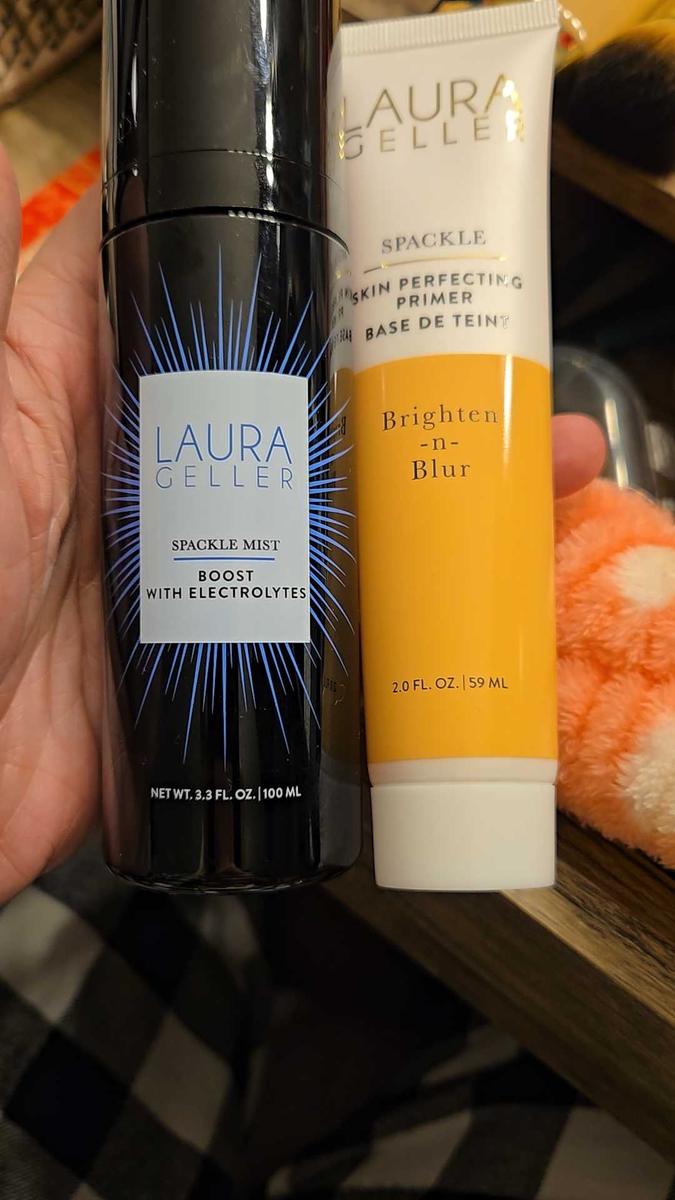 LAURA
GELLER
SPACKLE MIST
BOOST
WITH ELECTROLYTES
NET WT. 3.3 FL. OZ. | 100 ML
LAURA
GELLER
SPACKLE
SKIN PERFECTING
PRIMER
BASE DE TEINT
Brighten
-n-
Blur
2.0 FL. OZ. | 59 ML